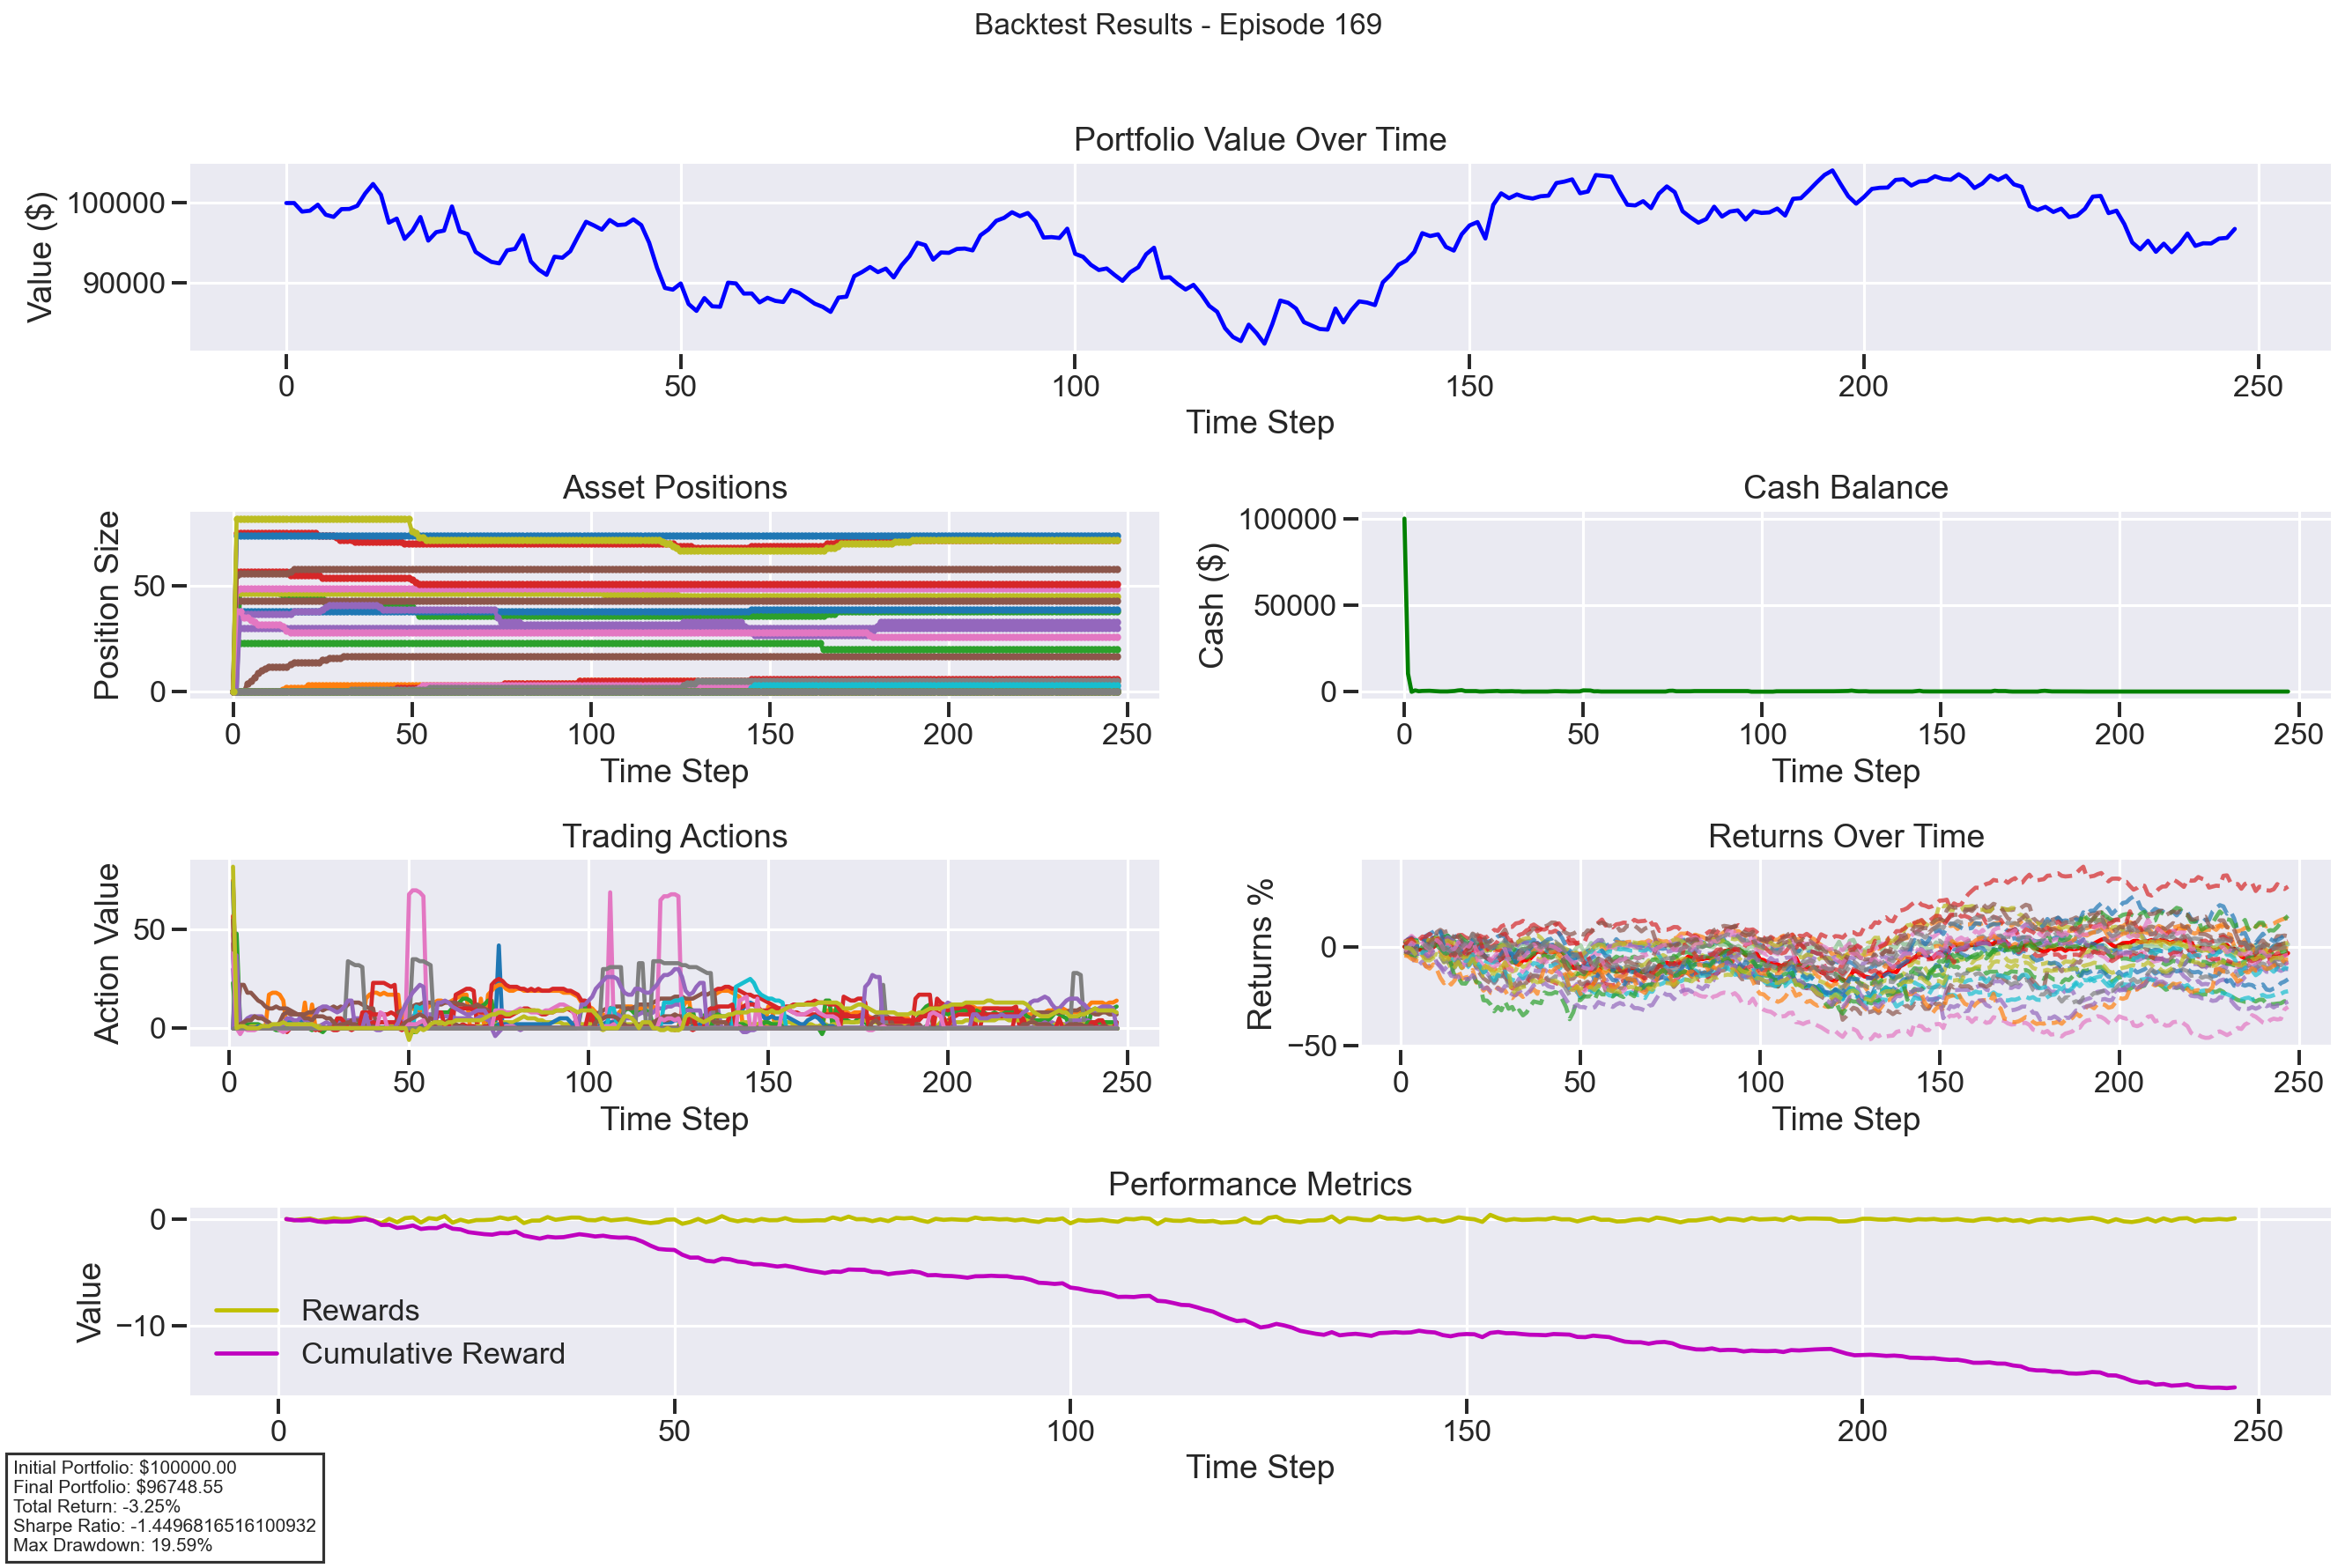 Backtest Results - Episode 169
Portfolio Value Over Time
Value ($)
100000
90000
0 50 100 150 200 250
Time Step
Asset Positions
Position Size
50
0
0 50 100 150 200 250
Time Step
Cash Balance
Cash ($)
100000
50000
0
0 50 100 150 200 250
Time Step
Trading Actions
Action Value
50
0
0 50 100 150 200 250
Time Step
Returns Over Time
Returns %
0
−50
0 50 100 150 200 250
Time Step
Performance Metrics
Value
0
−10
Rewards
Cumulative Reward
0 50 100 150 200 250
Time Step
Initial Portfolio: $100000.00
Final Portfolio: $96748.55
Total Return: -3.25%
Sharpe Ratio: -1.4496816516100932
Max Drawdown: 19.59%